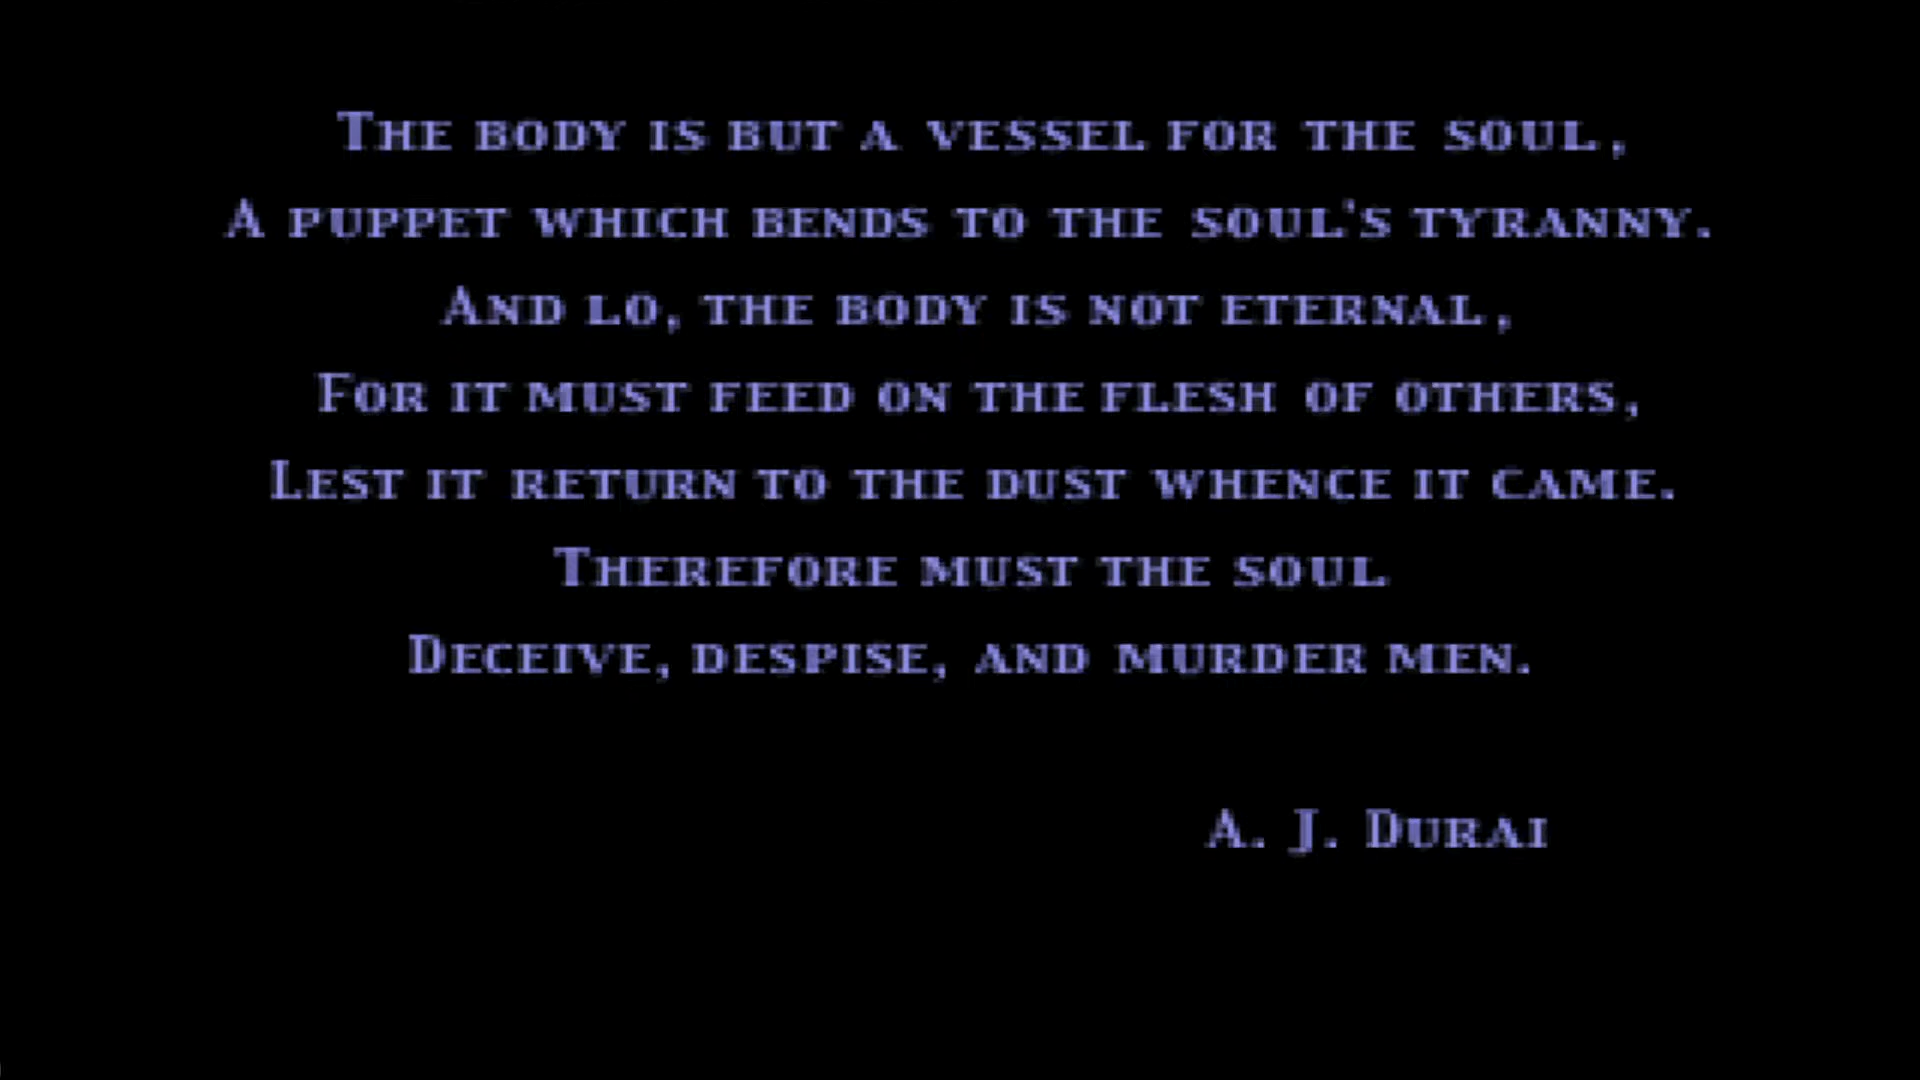 The body is but a vessel for the soul,
A puppet which bends to the soul's tyranny.
And lo, the body is not eternal,
For it must feed on the flesh of others,
Lest it return to the dust whence it came.
Therefore must the soul
Deceive, despise, and murder men.
A. J. Durai